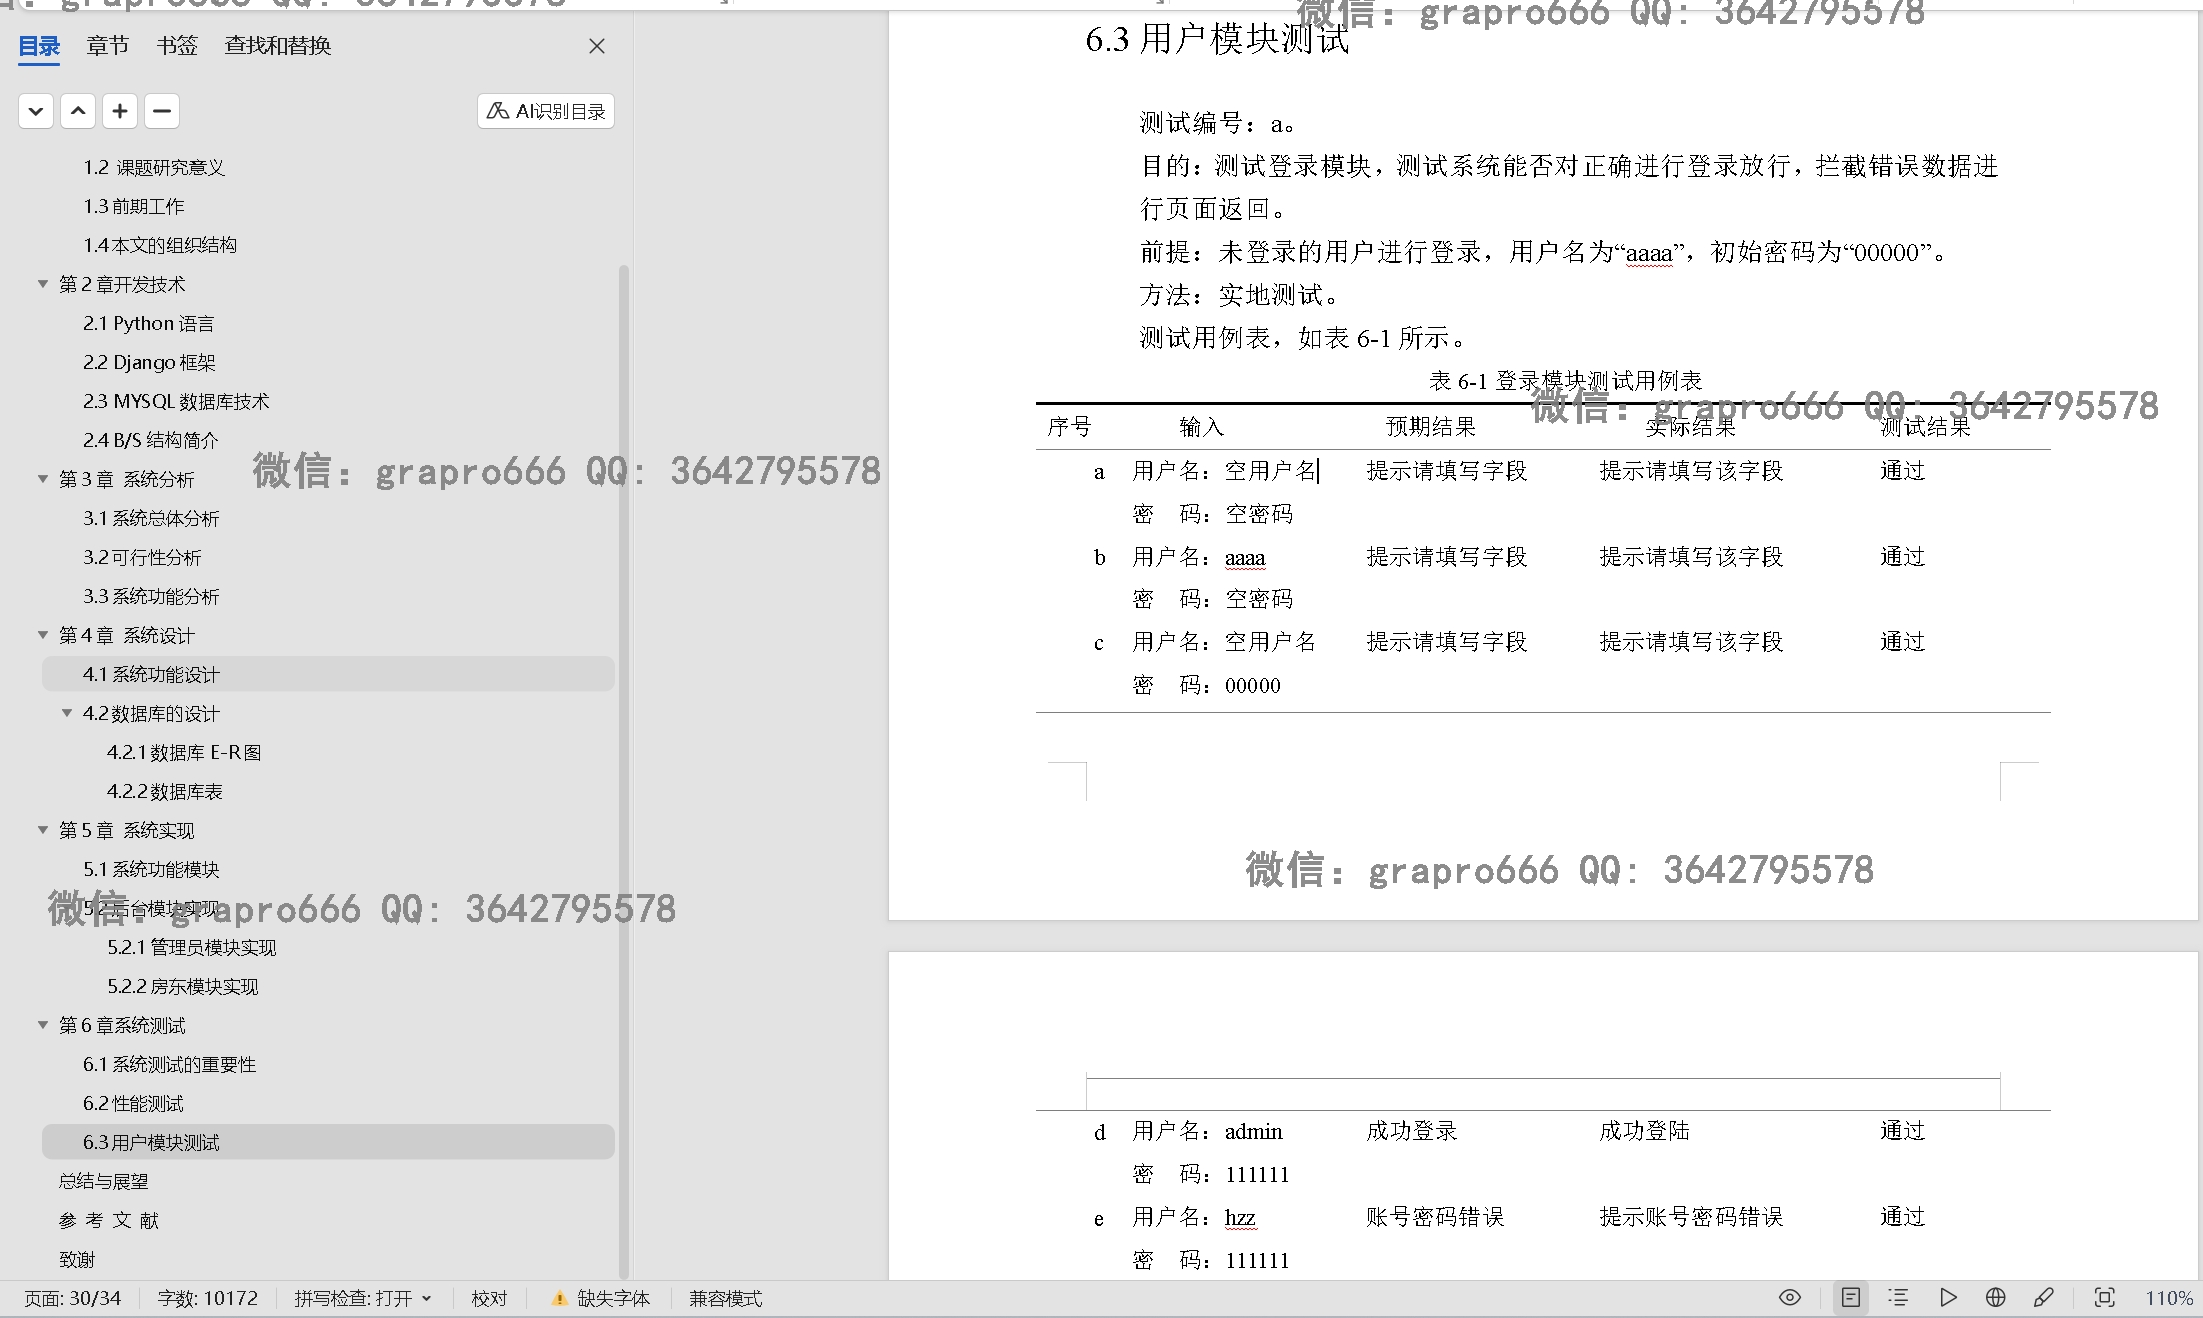 微信：grapro666 QQ: 3642795578
目录 章节 书签 查找和替换
AI识别目录
1.2 课题研究意义
1.3前期工作
1.4本文的组织结构
第2章开发技术
2.1 Python 语言
2.2 Django 框架
2.3 MYSQL 数据库技术
2.4 B/S 结构简介
第3章 系统分析
3.1系统总体分析
3.2可行性分析
3.3系统功能分析
第4章 系统设计
4.1系统功能设计
4.2数据库的设计
4.2.1数据库 E-R图
4.2.2数据库表
第5章 系统实现
5.1系统功能模块
5.2后台模块实现
5.2.1 管理员模块实现
5.2.2 房东模块实现
第6章系统测试
6.1系统测试的重要性
6.2性能测试
6.3用户模块测试
总结与展望
参 考 文 献
致谢
微信：grapro666 QQ: 3642795578
微信：grapro666 QQ: 3642795578
微信：grapro666 QQ: 3642795578
6.3 用户模块测试
测试编号：a。
目的：测试登录模块，测试系统能否对正确进行登录放行，拦截错误数据进
行页面返回。
前提：未登录的用户进行登录，用户名为“aaaa”，初始密码为“00000”。
方法：实地测试。
测试用例表，如表 6-1 所示。
表 6-1 登录模块测试用例表
微信：grapro666 QQ: 3642795578
序号 输入 预期结果 实际结果 测试结果
a 用户名：空用户名 提示请填写字段 提示请填写该字段 通过
密 码：空密码
b 用户名：aaaa 提示请填写字段 提示请填写该字段 通过
密 码：空密码
c 用户名：空用户名 提示请填写字段 提示请填写该字段 通过
密 码：00000
微信：grapro666 QQ: 3642795578
d 用户名：admin 成功登录 成功登陆 通过
密 码：111111
e 用户名：hzz 账号密码错误 提示账号密码错误 通过
密 码：111111
页面: 30/34 字数: 10172 拼写检查: 打开 校对 缺失字体 兼容模式 110%